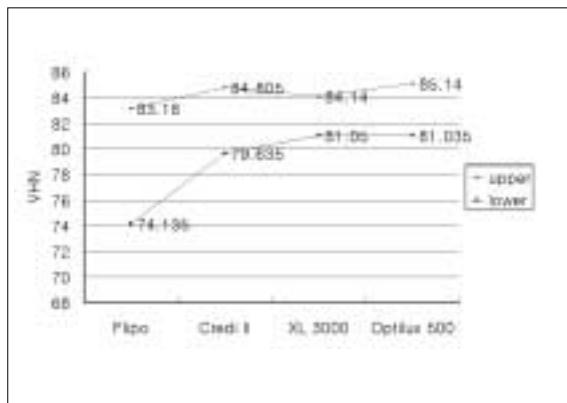 86
84
82
80
78
76
74
72
70
68
VHN
83.18
84.805
84.14
85.14
74.135
79.635
81.05
81.035
upper
lower
Flipo
Credi II
XL 3000
Optilux 500